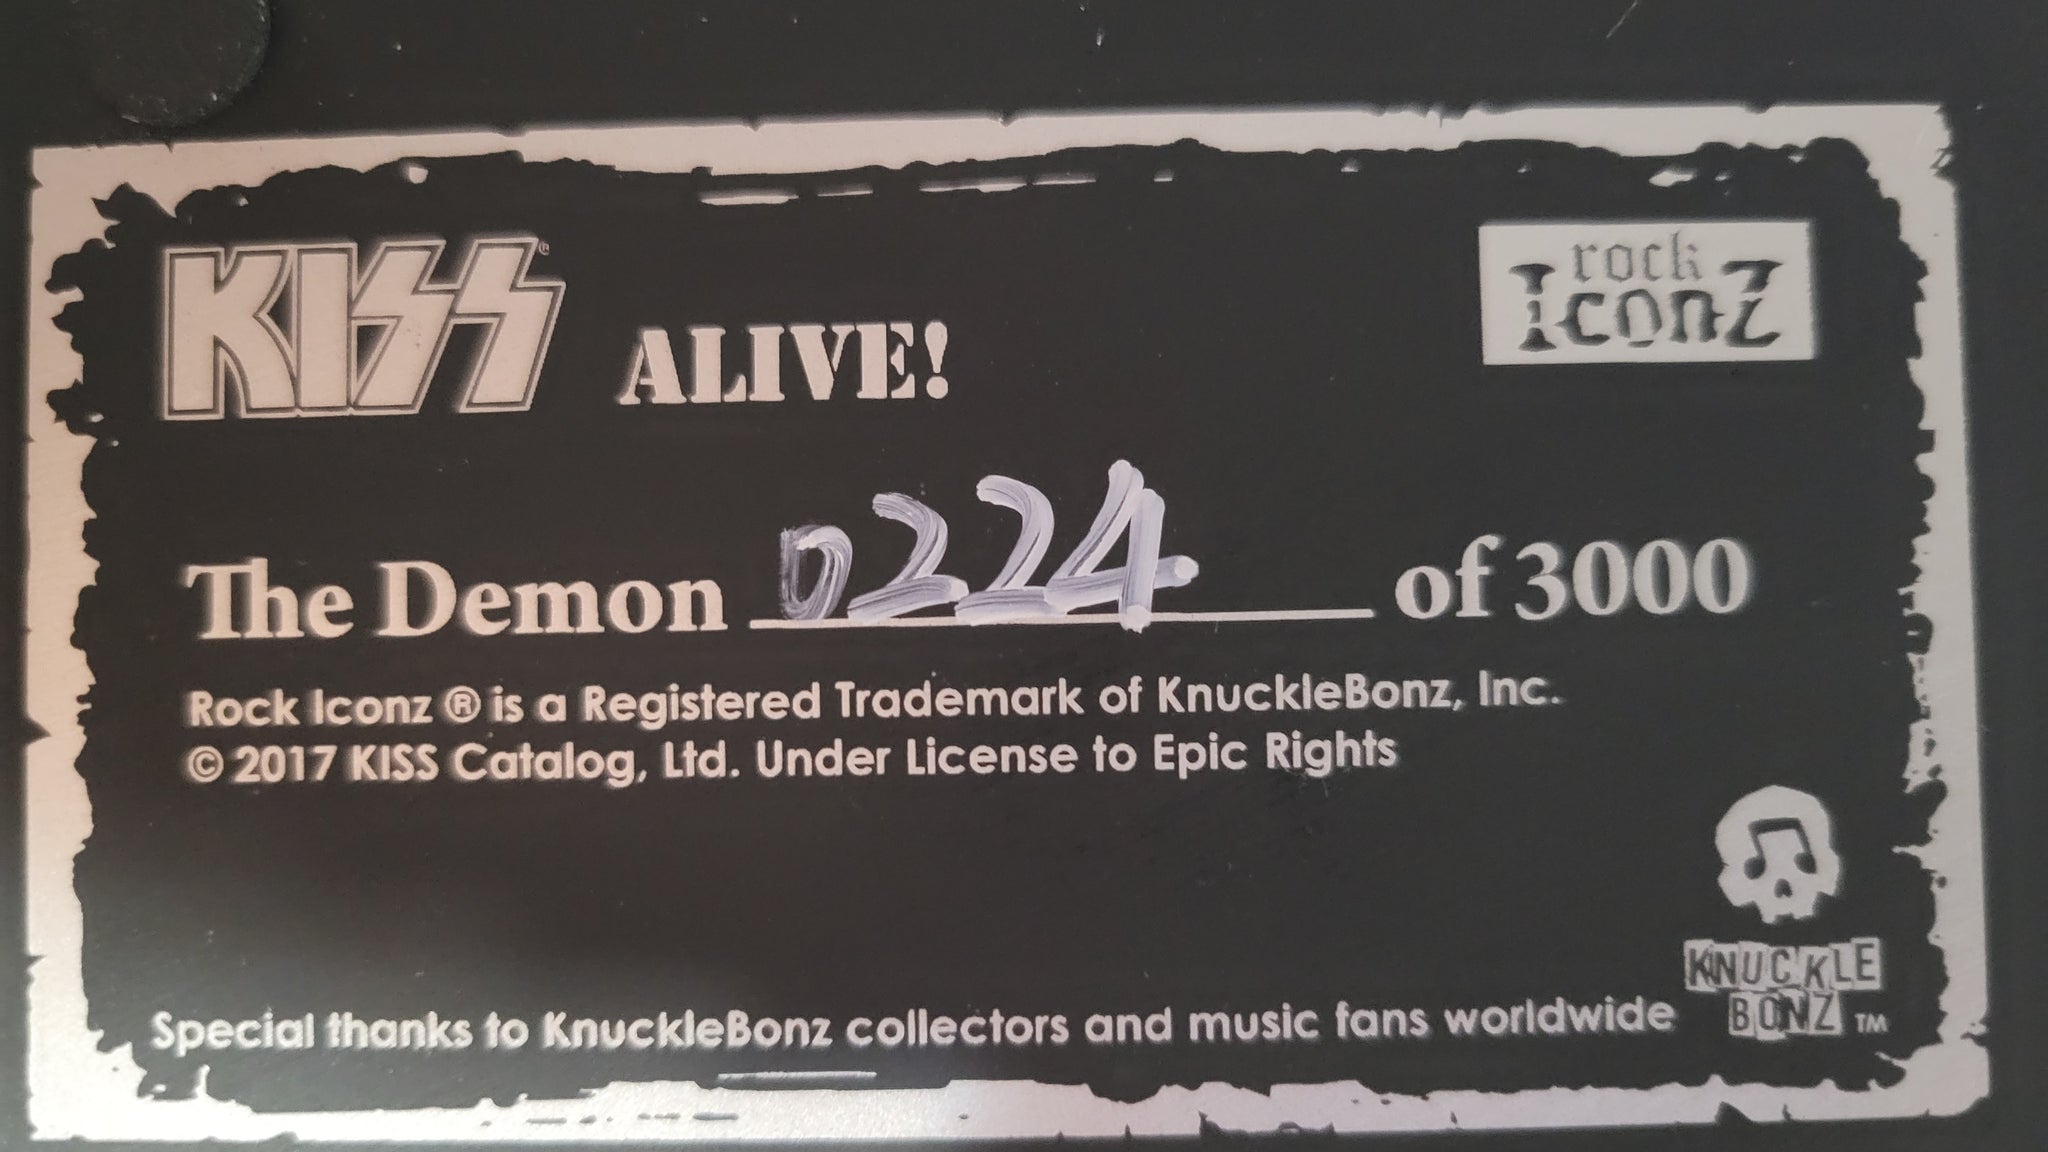 KISS® ALIVE!
rock Iconz
The Demon 0224 of 3000
Rock Iconz ® is a Registered Trademark of KnuckleBonz, Inc.
© 2017 KISS Catalog, Ltd. Under License to Epic Rights
KNUCKLE
BONZ TM
Special thanks to KnuckleBonz collectors and music fans worldwide